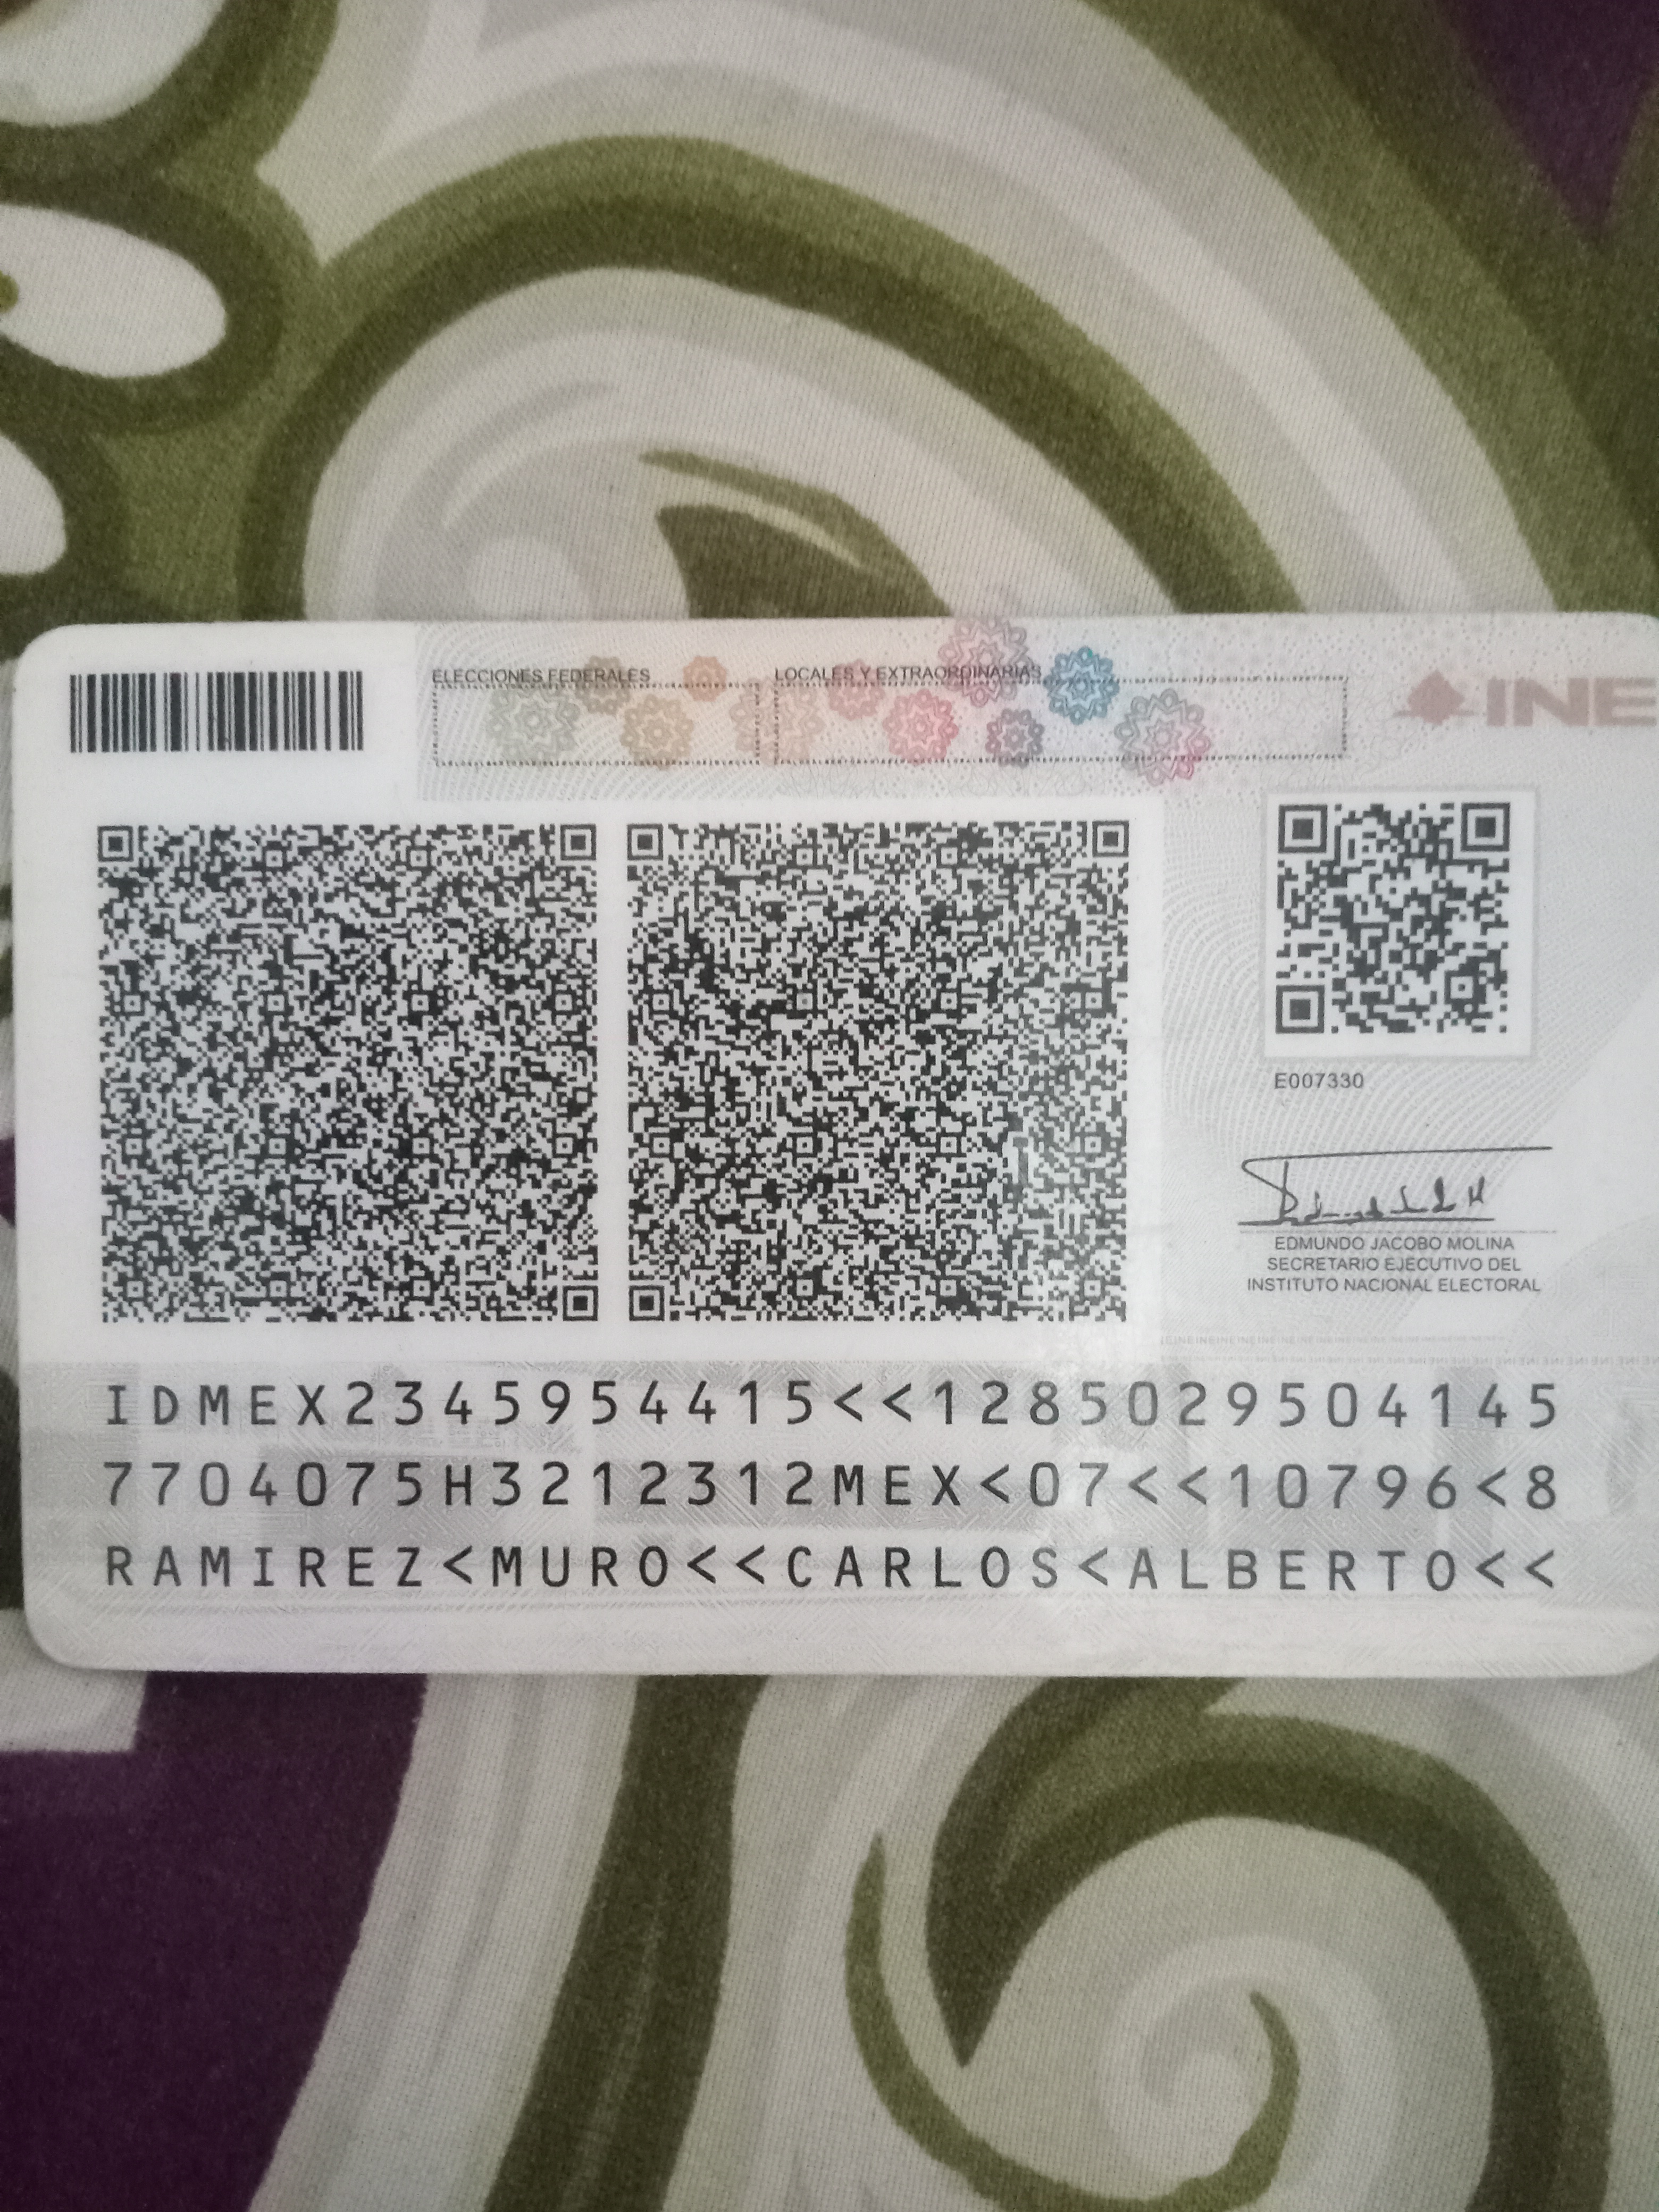 ELECCIONES FEDERALES LOCALES Y EXTRAORDINARIAS
INE
E007330
EDMUNDO JACOBO MOLINA
SECRETARIO EJECUTIVO DEL
INSTITUTO NACIONAL ELECTORAL
IDMEX2345954415<<1285029504145
7704075H3212312MEX<07<<10796<8
RAMIREZ<MURO<<CARLOS<ALBERTO<<